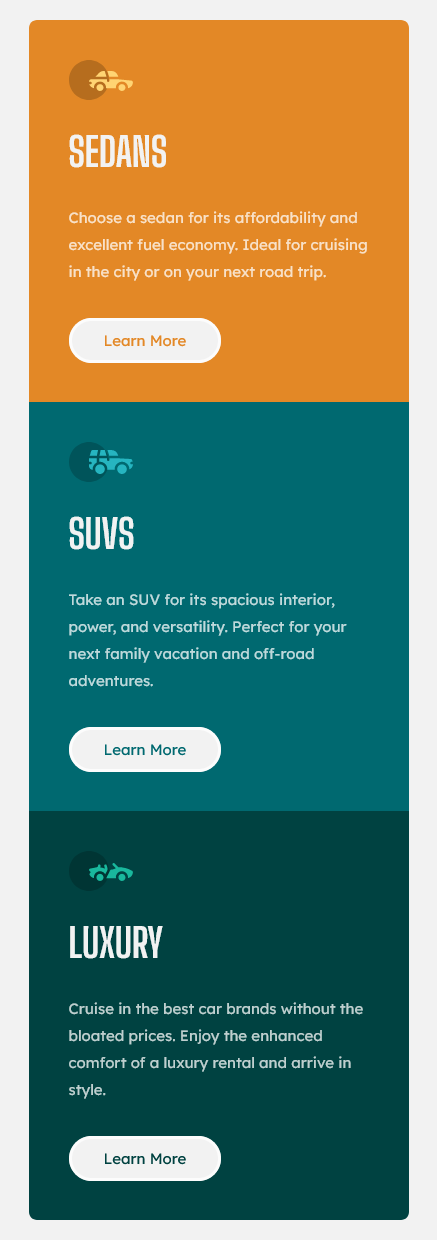 SEDANS
Choose a sedan for its affordability and
excellent fuel economy. Ideal for cruising
in the city or on your next road trip.
Learn More
SUVS
Take an SUV for its spacious interior,
power, and versatility. Perfect for your
next family vacation and off-road
adventures.
Learn More
LUXURY
Cruise in the best car brands without the
bloated prices. Enjoy the enhanced
comfort of a luxury rental and arrive in
style.
Learn More